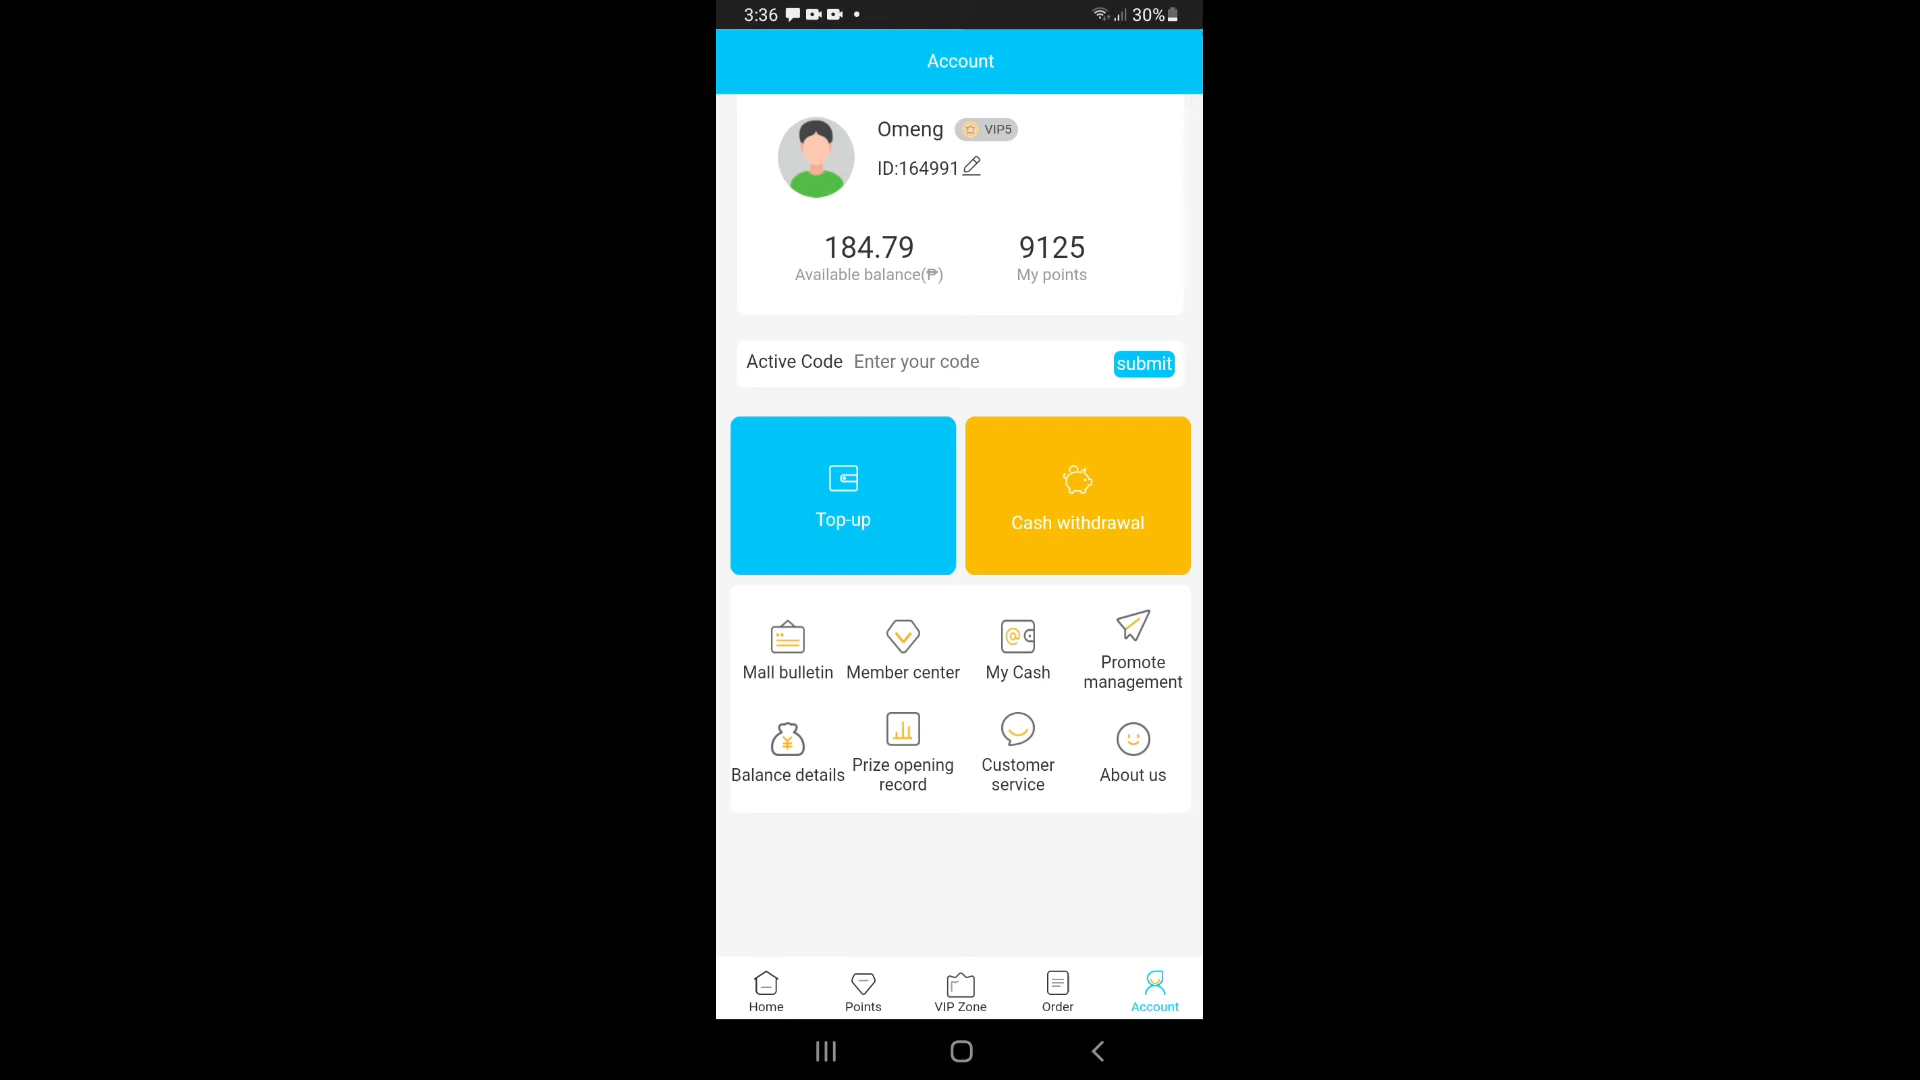 3:36
30%
Account
Omeng VIP5
ID:164991
184.79 9125
Available balance(₱) My points
Active Code Enter your code submit
Top-up Cash withdrawal
Mall bulletin Member center My Cash Promote
management
Balance details Prize opening
record Customer
service About us
Home Points VIP Zone Order Account